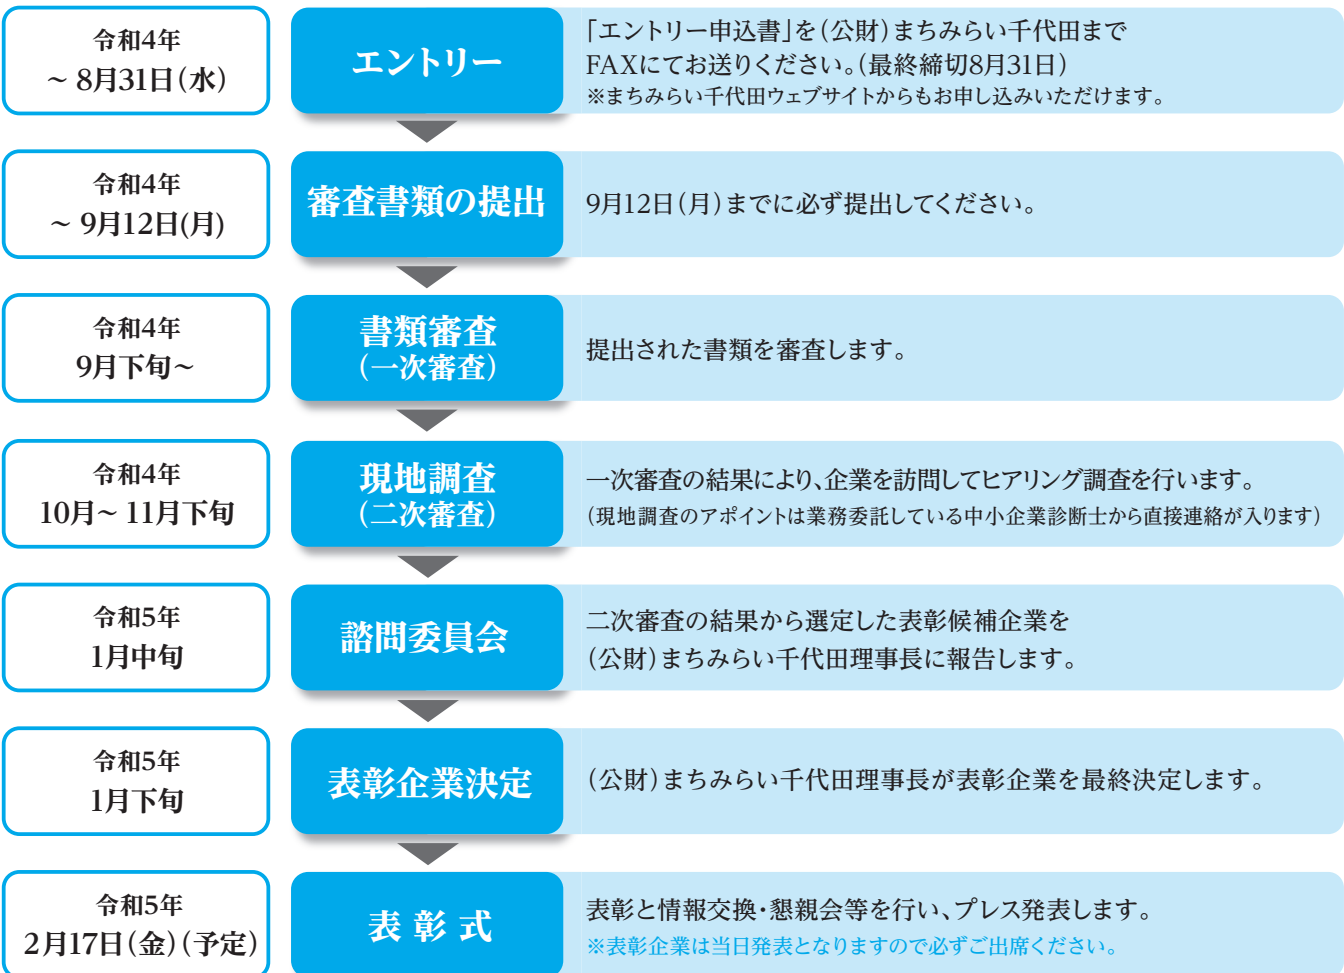 令和4年
～ 8月31日(水)
エントリー
「エントリー申込書」を(公財)まちみらい千代田まで
FAXにてお送りください。(最終締切8月31日)
※まちみらい千代田ウェブサイトからもお申し込みいただけます。
令和4年
～ 9月12日(月)
審査書類の提出
9月12日(月)までに必ず提出してください。
令和4年
9月下旬～
書類審査
(一次審査)
提出された書類を審査します。
令和4年
10月～ 11月下旬
現地調査
(二次審査)
一次審査の結果により、企業を訪問してヒアリング調査を行います。
(現地調査のアポイントは業務委託している中小企業診断士から直接連絡が入ります)
令和5年
1月中旬
諮問委員会
二次審査の結果から選定した表彰候補企業を
(公財)まちみらい千代田理事長に報告します。
令和5年
1月下旬
表彰企業決定
(公財)まちみらい千代田理事長が表彰企業を最終決定します。
令和5年
2月17日(金)(予定)
表 彰 式
表彰と情報交換・懇親会等を行い、プレス発表します。
※表彰企業は当日発表となりますので必ずご出席ください。